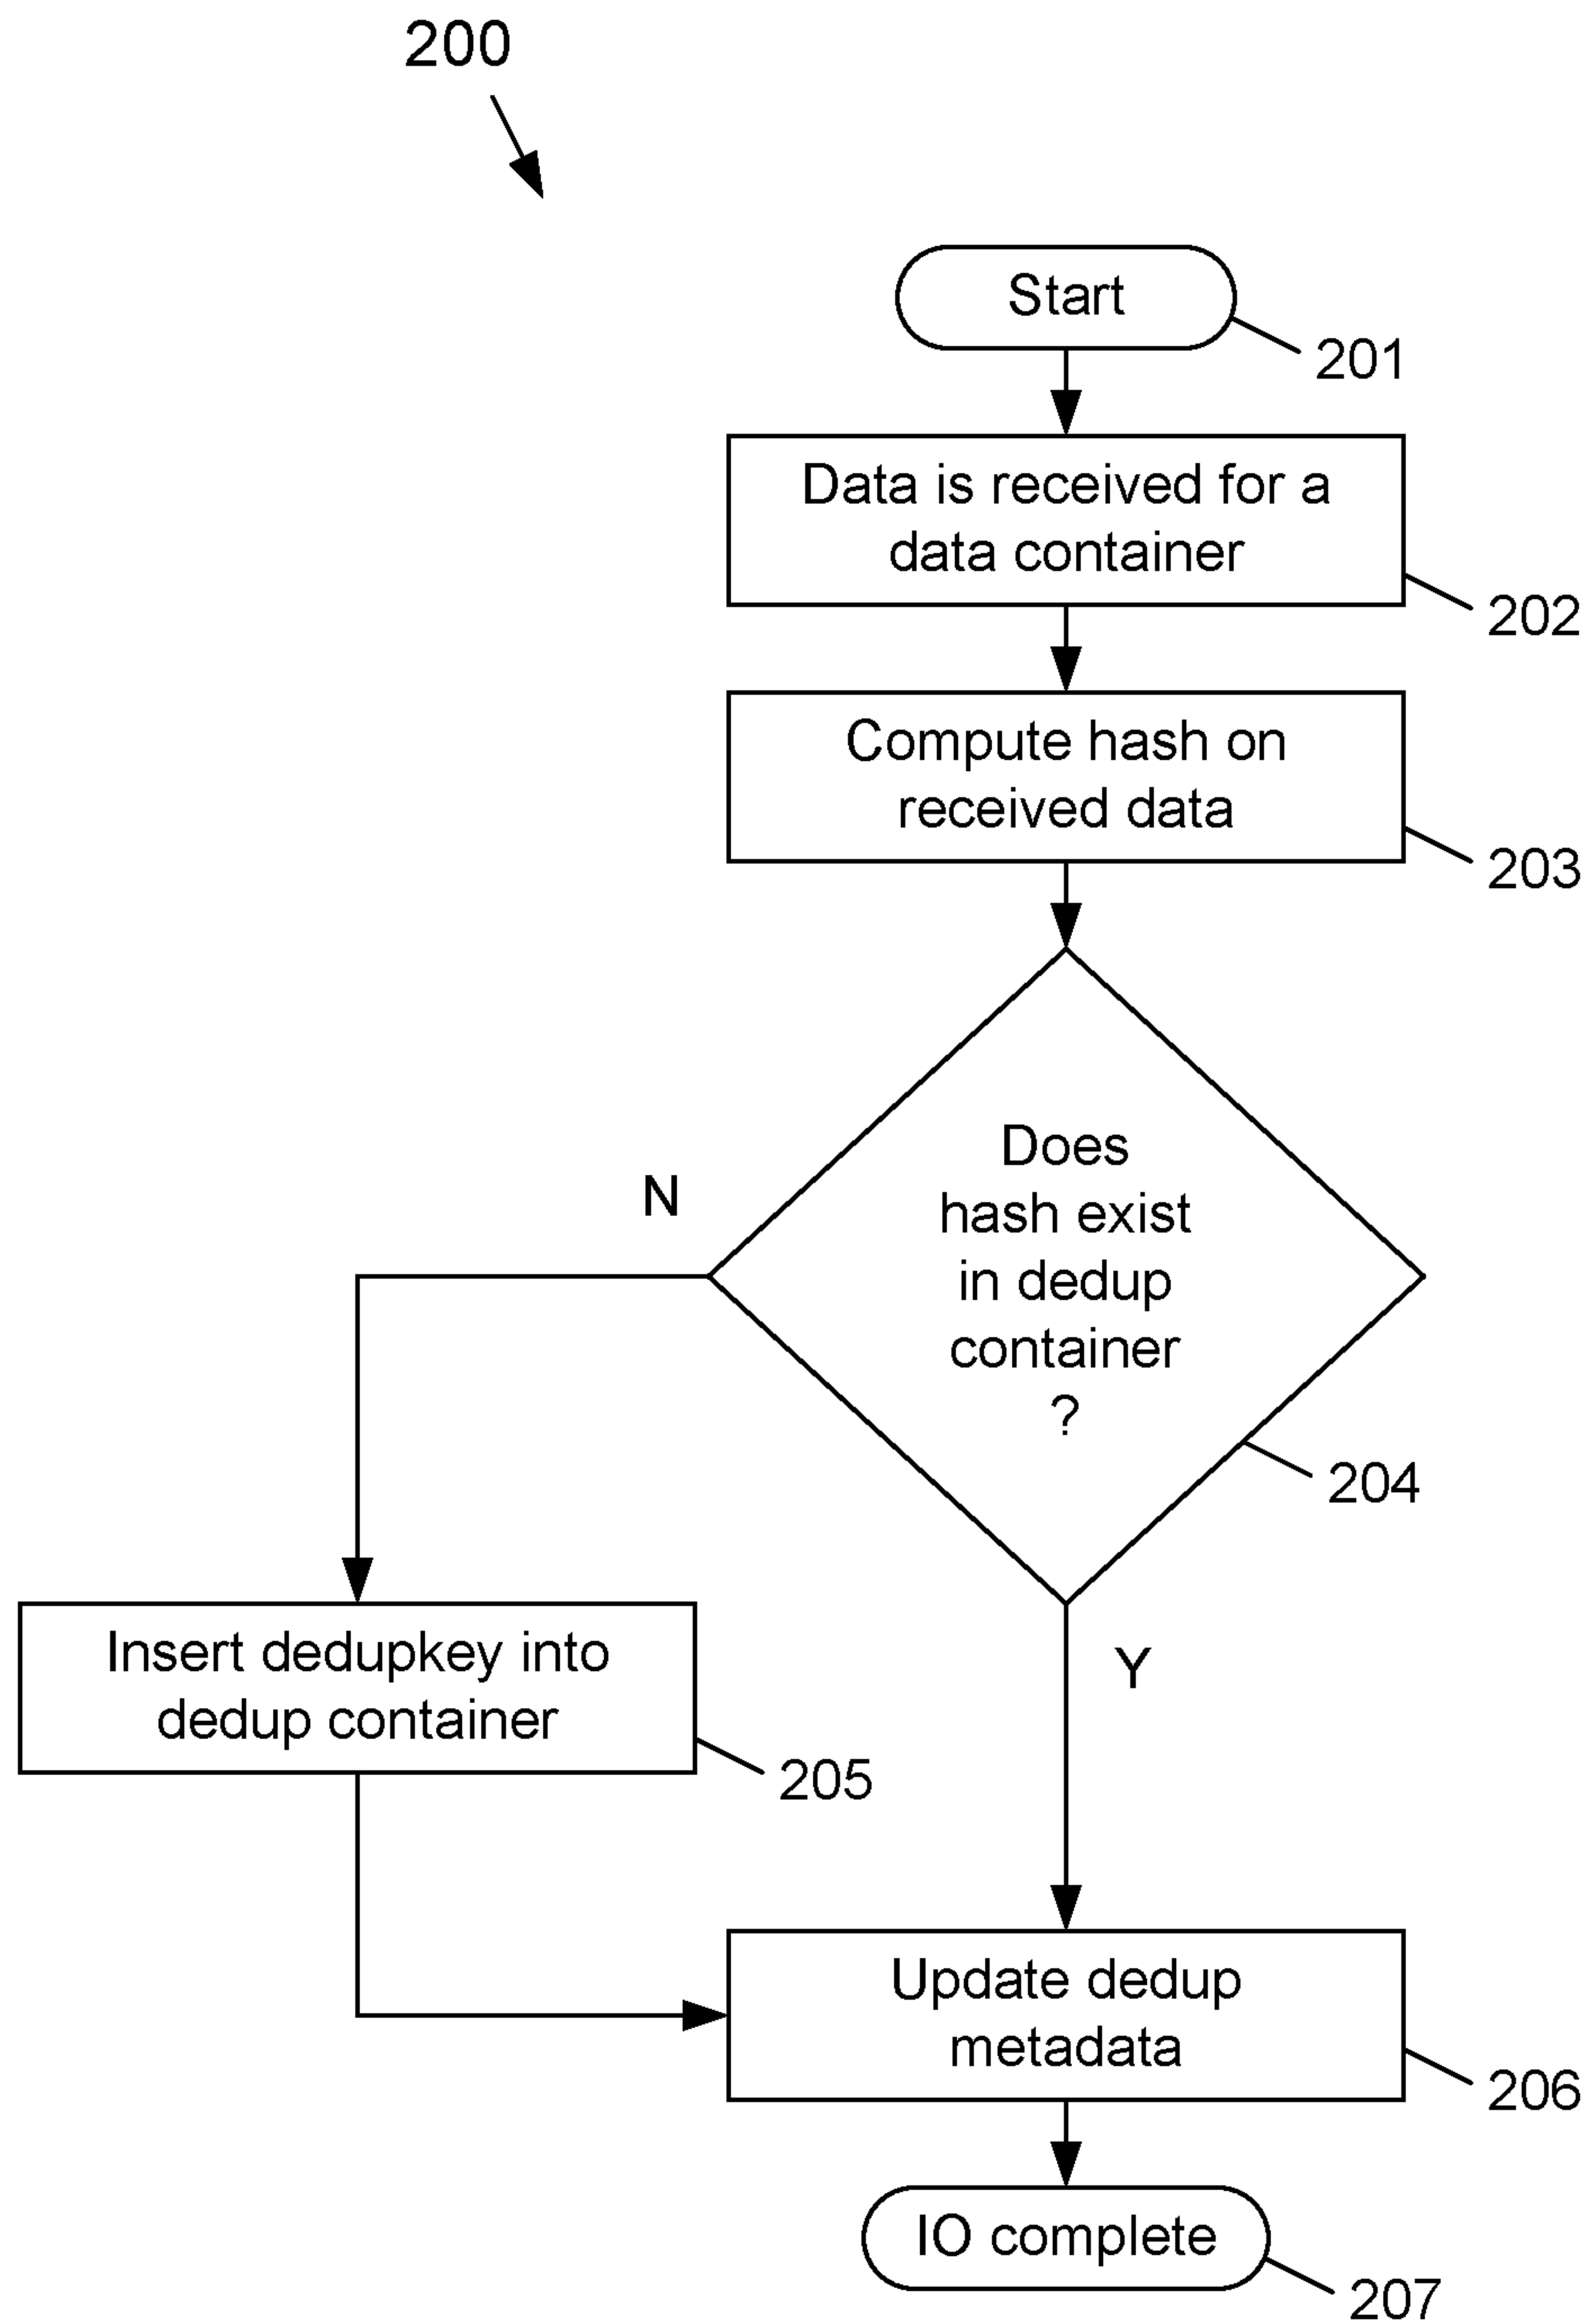 200
Start
201
Data is received for a
data container
202
Compute hash on
received data
203
Does
hash exist
in dedup
container
?
N
204
Y
Insert dedupkey into
dedup container
205
Update dedup
metadata
206
IO complete
207